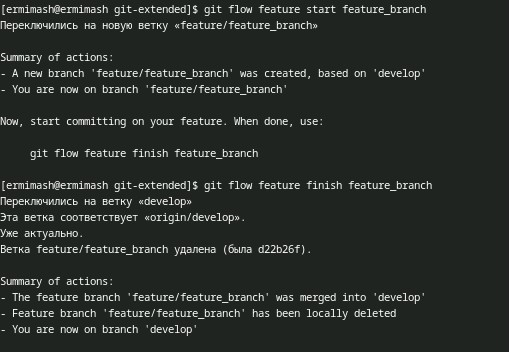 [ermimash@ermimash git-extended]$ git flow feature start feature_branch
Переключились на новую ветку «feature/feature_branch»
Summary of actions:
- A new branch 'feature/feature_branch' was created, based on 'develop'
- You are now on branch 'feature/feature_branch'
Now, start committing on your feature. When done, use:
git flow feature finish feature_branch
[ermimash@ermimash git-extended]$ git flow feature finish feature_branch
Переключились на ветку «develop»
Эта ветка соответствует «origin/develop».
Уже актуально.
Ветка feature/feature_branch удалена (была d22b26f).
Summary of actions:
- The feature branch 'feature/feature_branch' was merged into 'develop'
- Feature branch 'feature/feature_branch' has been locally deleted
- You are now on branch 'develop'